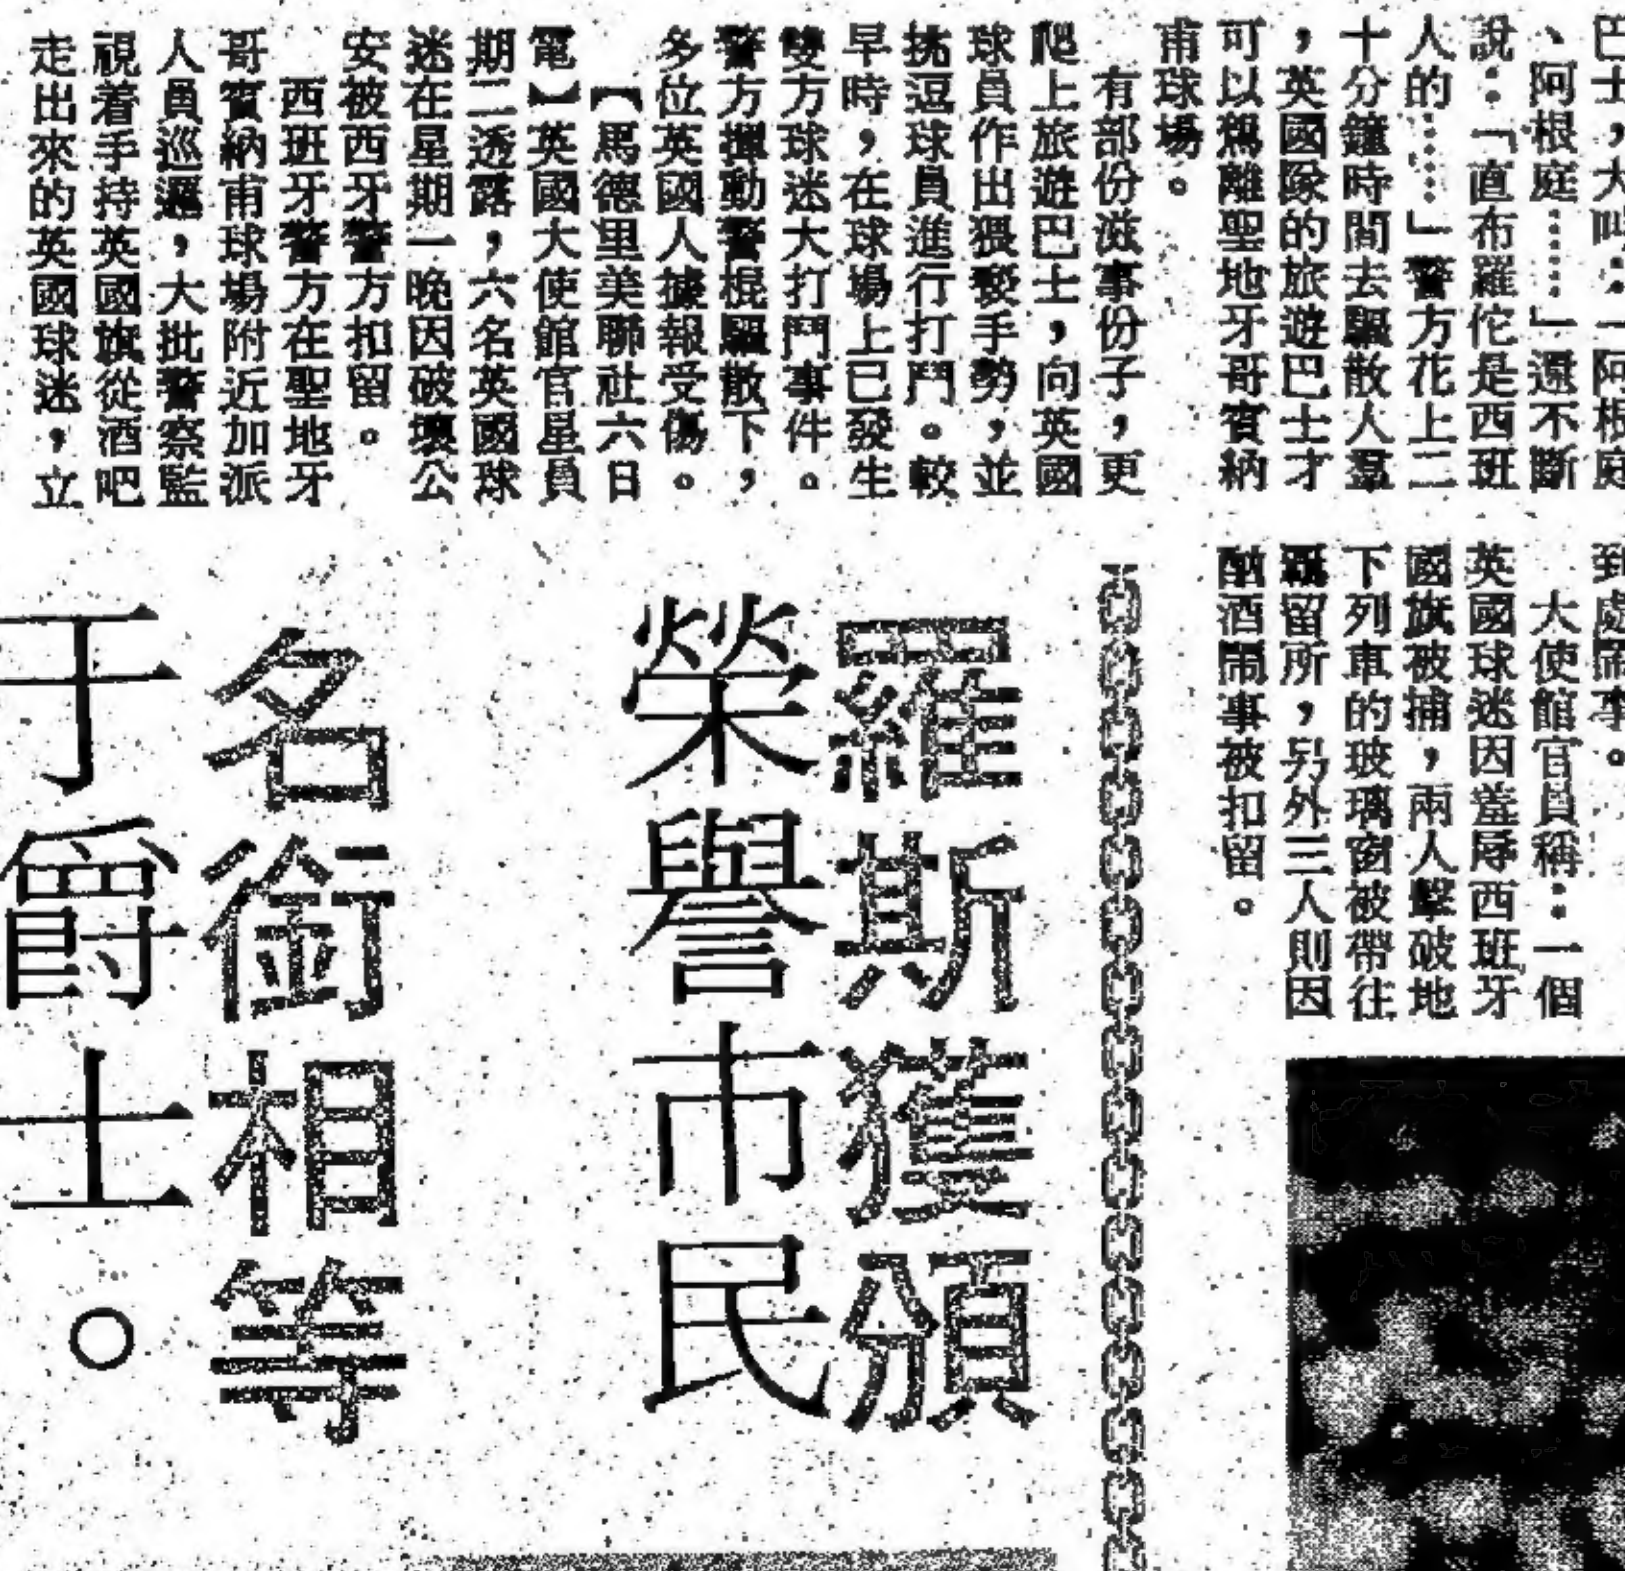 巴士，大叫：「阿根庭
、阿根庭……」還不斷
說：「直布羅佗是西班
人的……」警方花上二
十分鐘時間去驅散人羣
，英國隊的旅遊巴士才
可以駕離聖地牙哥賓納
甫球場。
有部份滋事份子，更
爬上旅遊巴士，向英國
球員作出猥褻手勢，並
挑逗球員進行打鬥。較
早時，在球場上已發生
雙方球迷大打鬥事件。
警方揮動警棍驅散下，
多位英國人據報受傷。
【馬德里美聯社六日
電】英國大使館官員星
期二透露，六名英國球
迷在星期一晚因破壞公
安被西牙警方扣留。
西班牙警方在聖地牙
哥賓納甫球場附近加派
人員巡邏，大批警察監
視着手持英國旗從酒吧
走出來的英國球迷，立
到處鬧事。
大使館官員稱：一個
英國球迷因羞辱西班牙
國旗被捕，兩人擊破地
下列車的玻璃窗被帶往
覊留所，另外三人則因
酗酒鬧事被扣留。
羅斯獲頒
榮譽市民
名銜相等
于爵士。